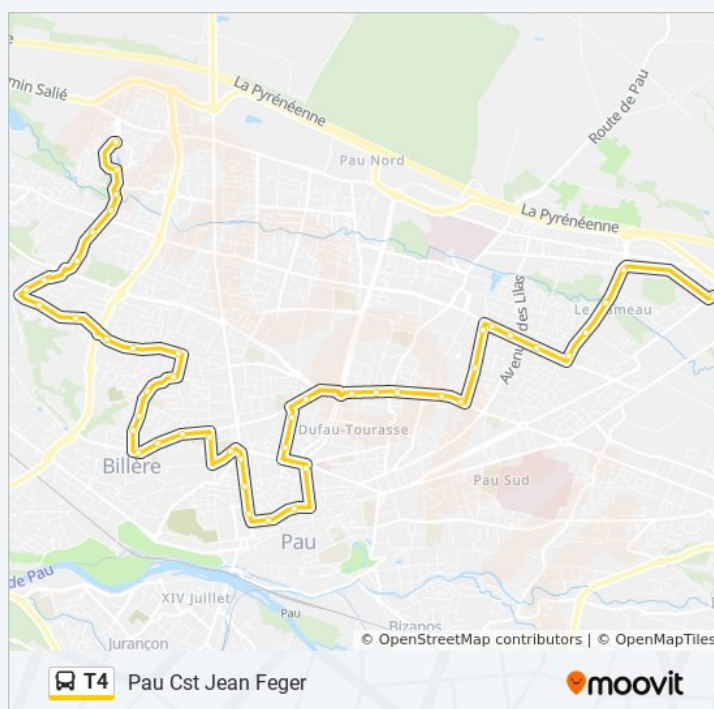 min Salié
La Pyrénéenne
Route de Pau
Pau Nord
La Pyrénéenne
Avenue des Lilas
Le Hameau
Dufau-Tourasse
Billère
Pau Sud
Pau
de Pau
XIV Juillet
Pau
Bizanos
Jurançon
© OpenStreetMap contributors | © OpenMapTiles
T4 Pau Cst Jean Feger
moovit